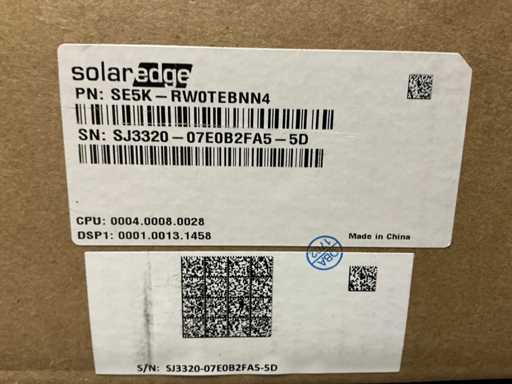 solaredge
PN: SE5K-RW0TEBNN4
SN: SJ3320-07E0B2FA5-5D
CPU: 0004.0008.0028
DSP1: 0001.0013.1458
Made in China
S/N: SJ3320-07E0B2FA5-5D